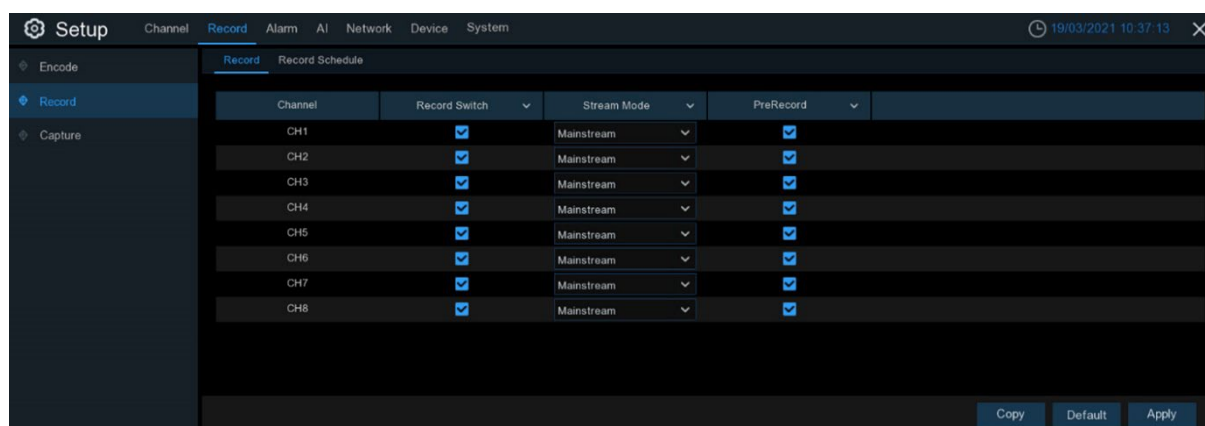 Setup Channel Record Alarm AI Network Device System 19/03/2021 10:37:13
Encode
Record
Capture
Record Record Schedule
Channel Record Switch Stream Mode PreRecord
CH1 Mainstream
CH2 Mainstream
CH3 Mainstream
CH4 Mainstream
CH5 Mainstream
CH6 Mainstream
CH7 Mainstream
CH8 Mainstream
Copy Default Apply